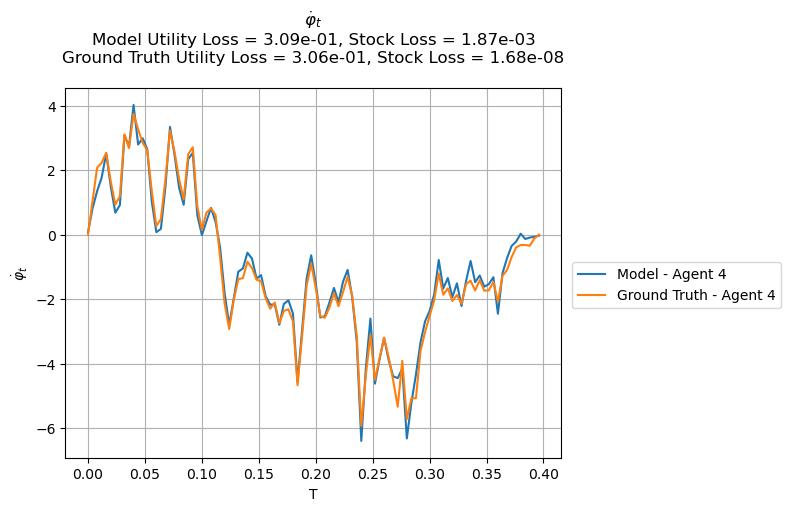 φ̇ₜ
Model Utility Loss = 3.09e-01, Stock Loss = 1.87e-03
Ground Truth Utility Loss = 3.06e-01, Stock Loss = 1.68e-08
4
2
0
−2
−4
−6
φ̇ₜ
0.00 0.05 0.10 0.15 0.20 0.25 0.30 0.35 0.40
T
Model - Agent 4
Ground Truth - Agent 4